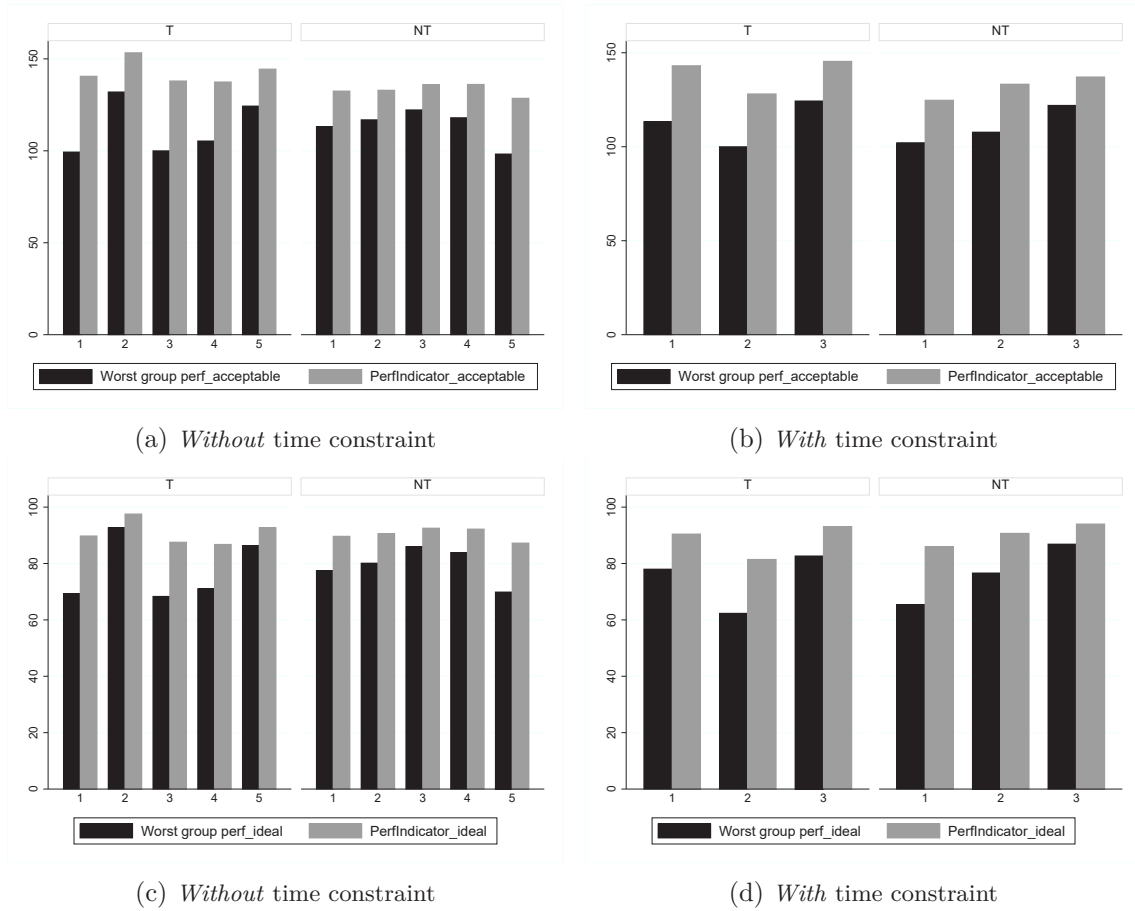 T NT
0 50 100 150
1 2 3 4 5 1 2 3 4 5
Worst group perf_acceptable PerfIndicator_acceptable
(a) Without time constraint
T NT
0 50 100 150
1 2 3 1 2 3
Worst group perf_acceptable PerfIndicator_acceptable
(b) With time constraint
T NT
0 20 40 60 80 100
1 2 3 4 5 1 2 3 4 5
Worst group perf_ideal PerfIndicator_ideal
(c) Without time constraint
T NT
0 20 40 60 80 100
1 2 3 1 2 3
Worst group perf_ideal PerfIndicator_ideal
(d) With time constraint